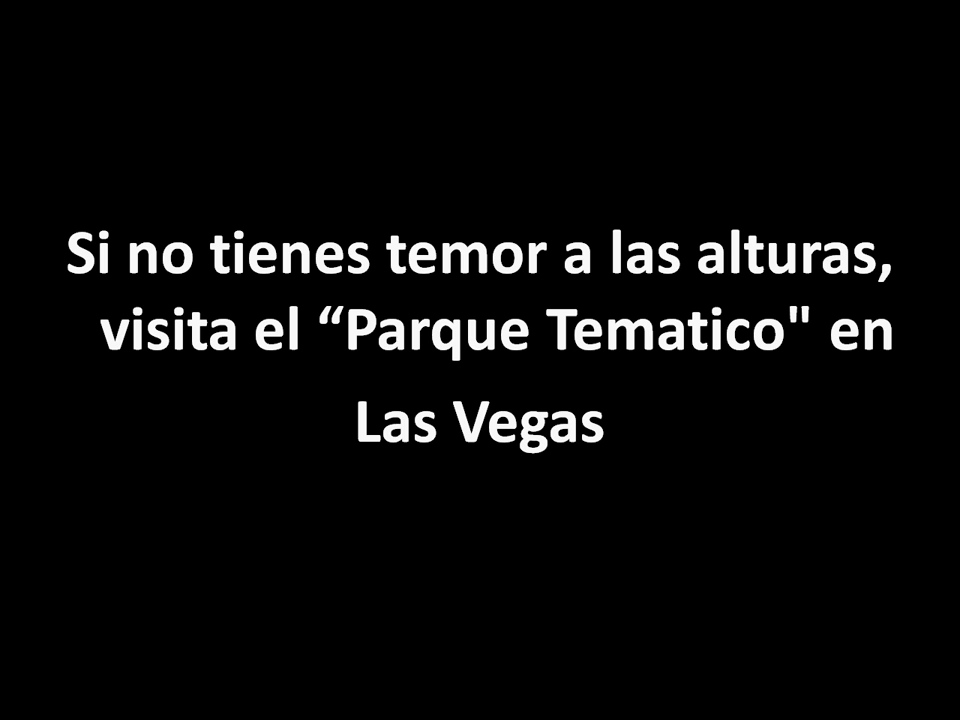 Si no tienes temor a las alturas,
visita el “Parque Tematico" en
Las Vegas